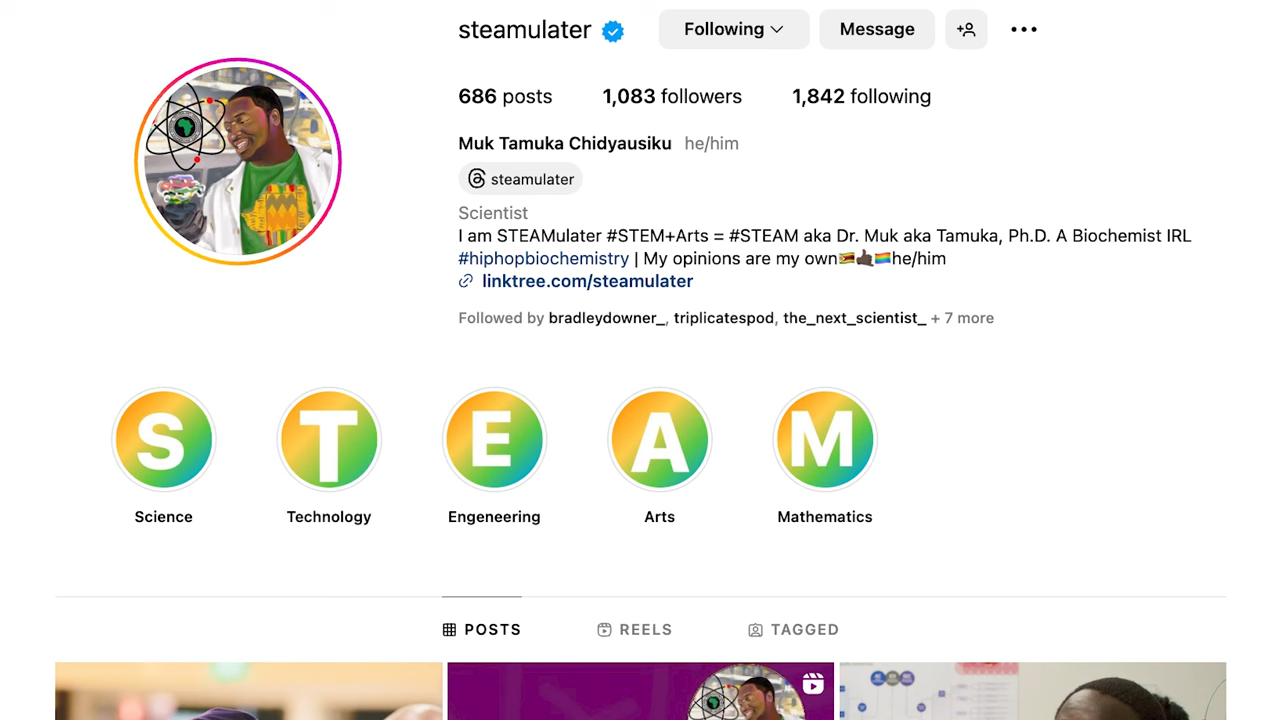 steamulater Following Message
686 posts 1,083 followers 1,842 following
Muk Tamuka Chidyausiku he/him
steamulater
Scientist
I am STEAMulater #STEM+Arts = #STEAM aka Dr. Muk aka Tamuka, Ph.D. A Biochemist IRL
#hiphopbiochemistry | My opinions are my own🇿🇼🤙🏿🏳️‍🌈he/him
linktree.com/steamulater
Followed by bradleydowner_, triplicatespod, the_next_scientist_ + 7 more
S T E A M
Science Technology Engeneering Arts Mathematics
POSTS REELS TAGGED